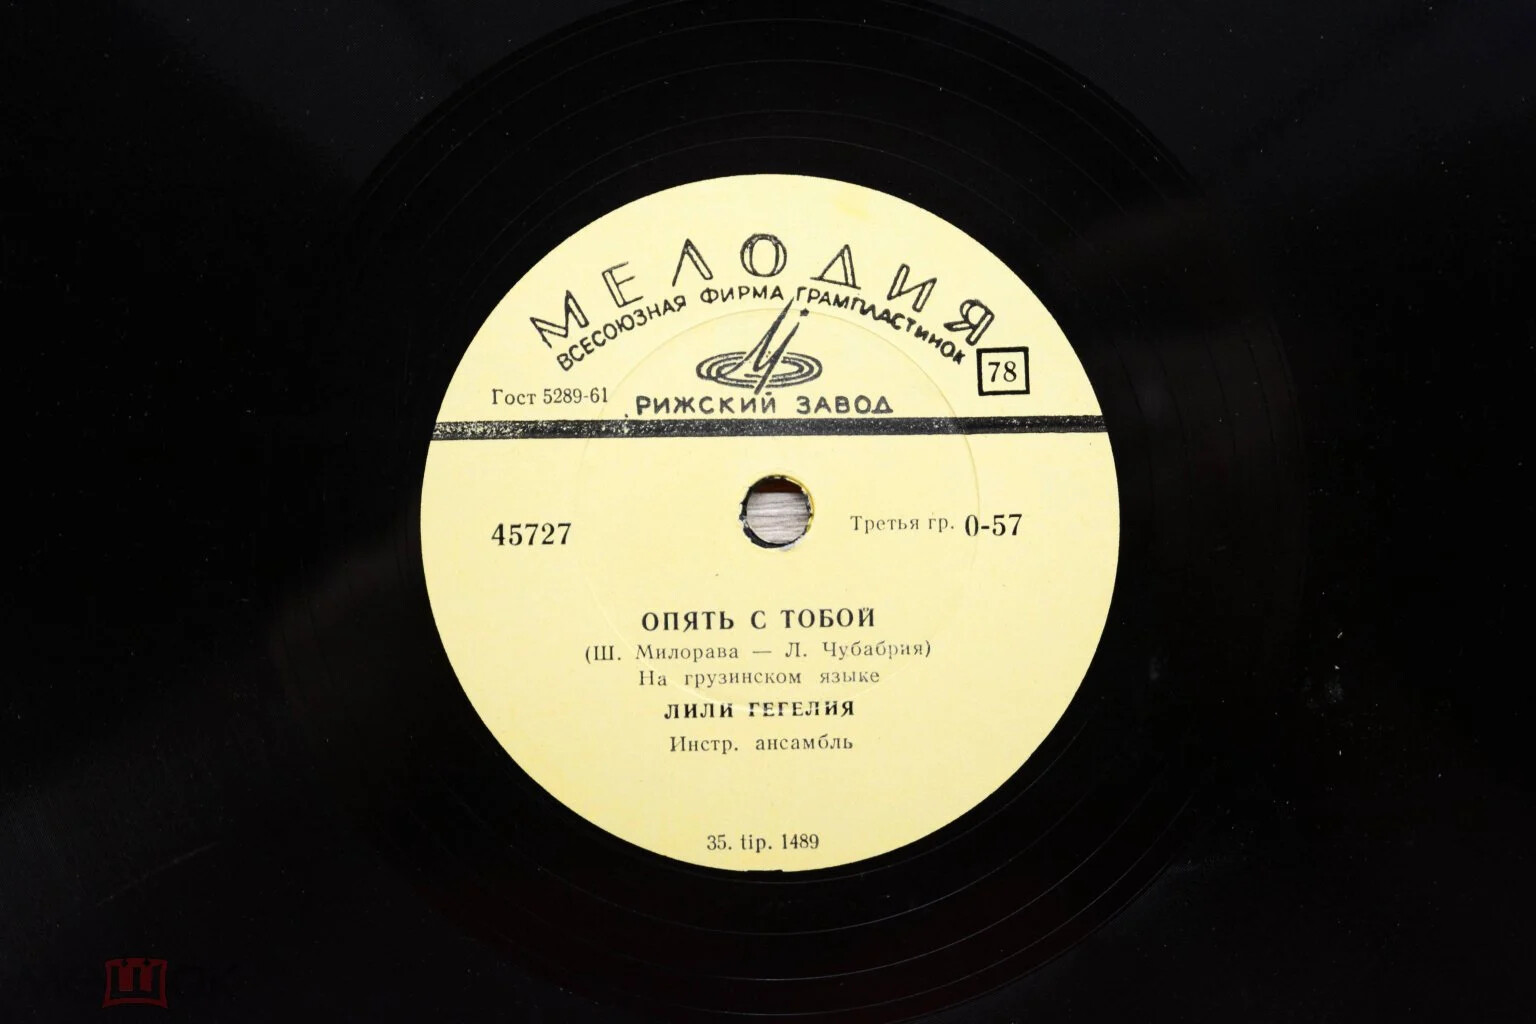 МЕЛОДИЯ
ВСЕСОЮЗНАЯ ФИРМА ГРАМПЛАСТИНОК
78
Гост 5289-61
РИЖСКИЙ ЗАВОД
45727
Третья гр. 0-57
ОПЯТЬ С ТОБОЙ
(Ш. Милорава — Л. Чубабрия)
На грузинском языке
ЛИЛИ ГЕГЕЛИЯ
Инстр. ансамбль
35. tip. 1489